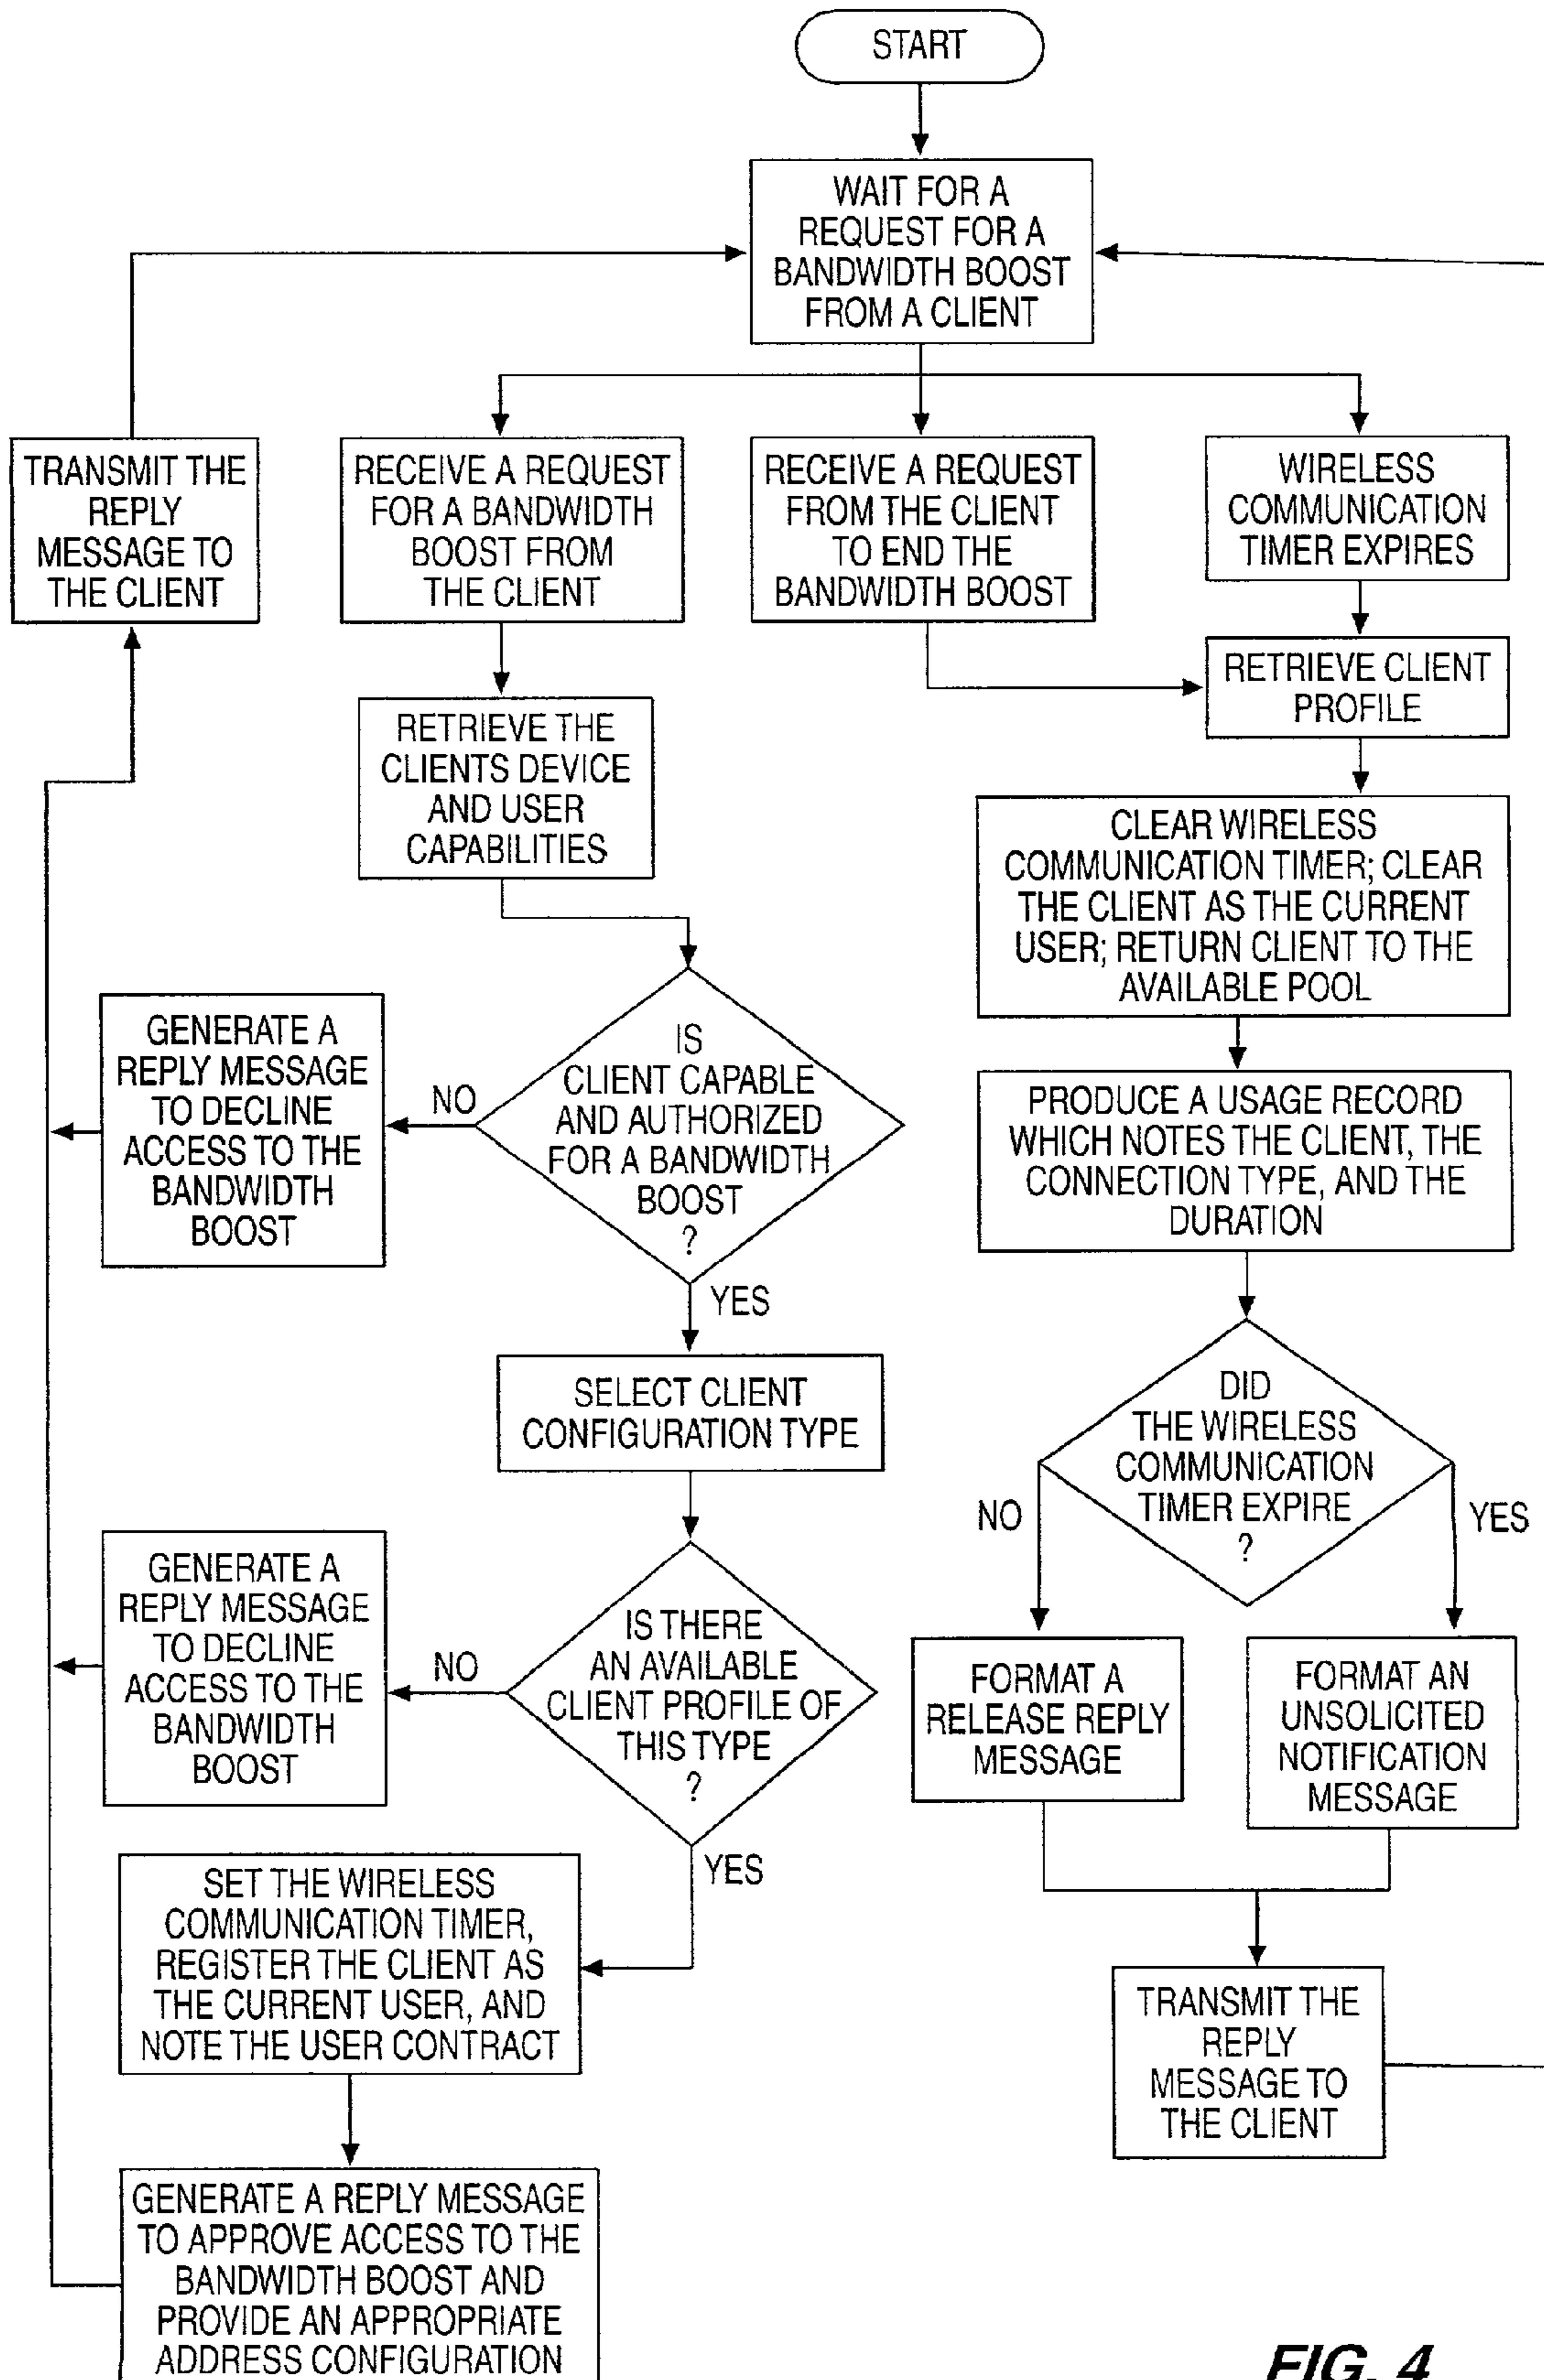 START
WAIT FOR A
REQUEST FOR A
BANDWIDTH BOOST
FROM A CLIENT
TRANSMIT THE
REPLY
MESSAGE TO
THE CLIENT
RECEIVE A REQUEST
FOR A BANDWIDTH
BOOST FROM
THE CLIENT
RECEIVE A REQUEST
FROM THE CLIENT
TO END THE
BANDWIDTH BOOST
WIRELESS
COMMUNICATION
TIMER EXPIRES
RETRIEVE CLIENT
PROFILE
RETRIEVE THE
CLIENTS DEVICE
AND USER
CAPABILITIES
CLEAR WIRELESS
COMMUNICATION TIMER; CLEAR
THE CLIENT AS THE CURRENT
USER; RETURN CLIENT TO THE
AVAILABLE POOL
GENERATE A
REPLY MESSAGE
TO DECLINE
ACCESS TO THE
BANDWIDTH
BOOST
NO
IS
CLIENT CAPABLE
AND AUTHORIZED
FOR A BANDWIDTH
BOOST
?
YES
PRODUCE A USAGE RECORD
WHICH NOTES THE CLIENT, THE
CONNECTION TYPE, AND THE
DURATION
SELECT CLIENT
CONFIGURATION TYPE
DID
THE WIRELESS
COMMUNICATION
TIMER EXPIRE
?
NO
YES
GENERATE A
REPLY MESSAGE
TO DECLINE
ACCESS TO THE
BANDWIDTH
BOOST
NO
IS THERE
AN AVAILABLE
CLIENT PROFILE OF
THIS TYPE
?
YES
FORMAT A
RELEASE REPLY
MESSAGE
FORMAT AN
UNSOLICITED
NOTIFICATION
MESSAGE
SET THE WIRELESS
COMMUNICATION TIMER,
REGISTER THE CLIENT AS
THE CURRENT USER, AND
NOTE THE USER CONTRACT
TRANSMIT THE
REPLY
MESSAGE TO
THE CLIENT
GENERATE A REPLY MESSAGE
TO APPROVE ACCESS TO THE
BANDWIDTH BOOST AND
PROVIDE AN APPROPRIATE
ADDRESS CONFIGURATION
FIG. 4